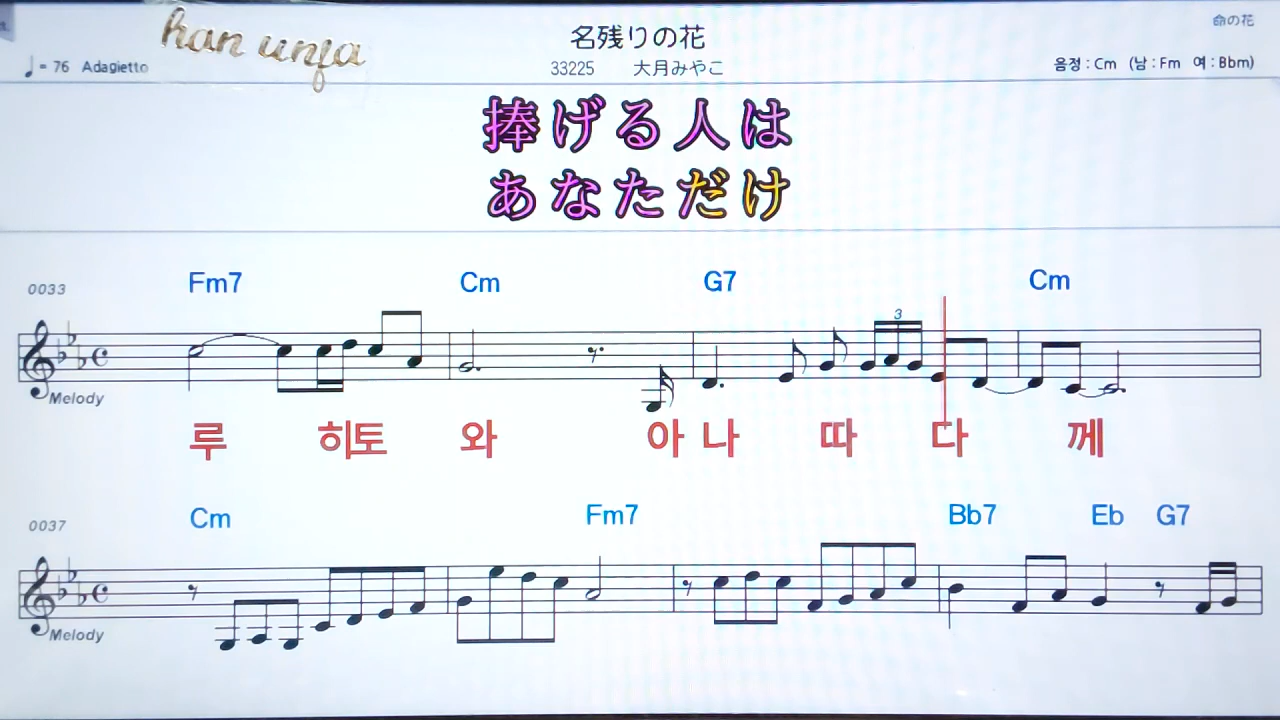 han unfa
名残りの花
命の花
♩= 76 Adagietto
33225 大月みやこ
음정 : Cm (남 : Fm 여 : Bbm)
捧げる人は
あなただけ
0033 Fm7 Cm G7 Cm
3
Melody
루 히토 와 아 나 따 다 께
0037 Cm Fm7 Bb7 Eb G7
Melody